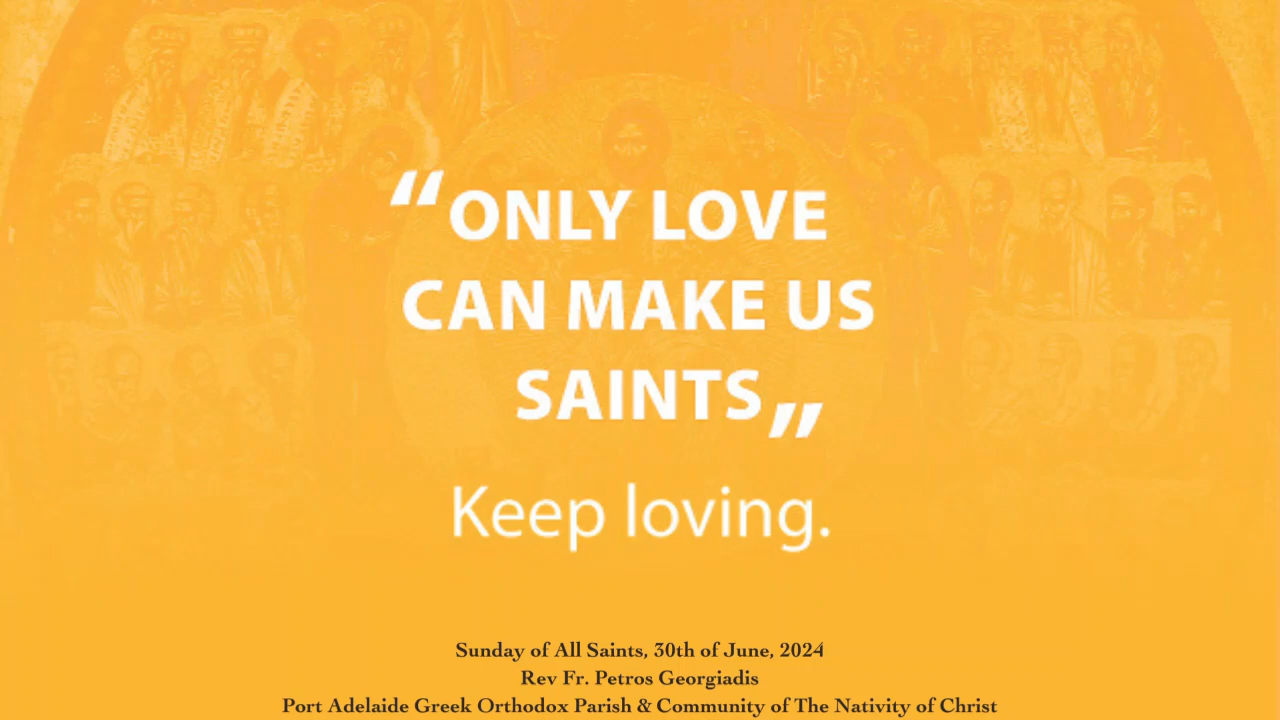 “ONLY LOVE
CAN MAKE US
SAINTS„
Keep loving.
Sunday of All Saints, 30th of June, 2024
Rev Fr. Petros Georgiadis
Port Adelaide Greek Orthodox Parish & Community of The Nativity of Christ